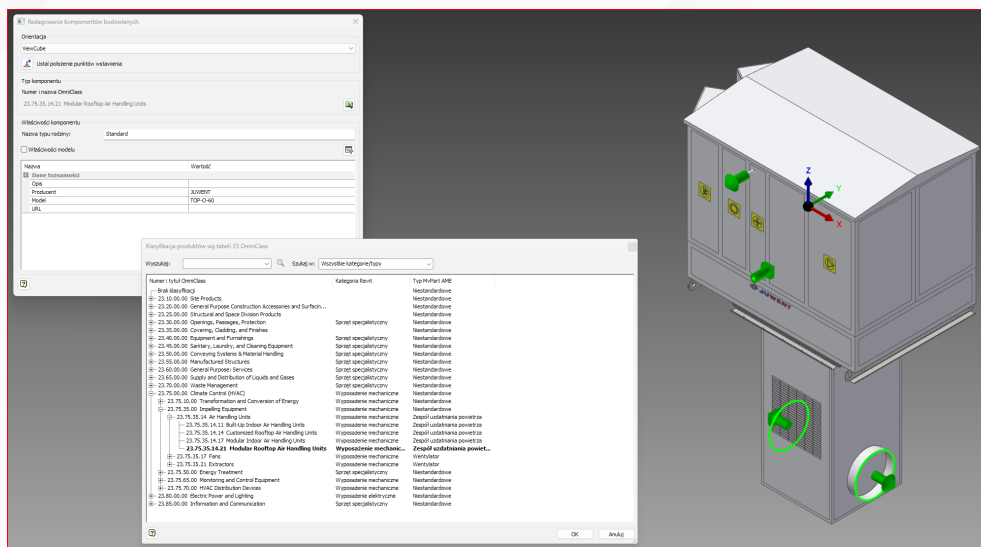 Redagowanie komponentów budowlanych
Orientacja
ViewCube
Ustal położenie punktów wstawienia
Typ komponentu
Numer i nazwa OmniClass
23.75.35.14.21 Modular Rooftop Air Handling Units
Właściwości komponentu
Nazwa typu rodziny: Standard
Właściwości modelu
Nazwa Wartość
Dane tożsamości
Opis
Producent JUWENT
Model TOP-O-60
URL
Klasyfikacja produktów wg tabeli 23 OmniClass
Wyszukaj: Szukaj w: Wszystkie kategorie/typy
Numer i tytuł OmniClass Kategoria Revit Typ MvPart AME
Brak klasyfikacji Niestandardowe
23.10.00.00 Site Products Niestandardowe
23.20.00.00 General Purpose Construction Accessories and Surfacin... Niestandardowe
23.25.00.00 Structural and Space Division Products Niestandardowe
23.30.00.00 Openings, Passages, Protection Sprzęt specjalistyczny Niestandardowe
23.35.00.00 Covering, Cladding, and Finishes Niestandardowe
23.40.00.00 Equipment and Furnishings Sprzęt specjalistyczny Niestandardowe
23.45.00.00 Sanitary, Laundry, and Cleaning Equipment Sprzęt specjalistyczny Niestandardowe
23.50.00.00 Conveying Systems & Material Handling Sprzęt specjalistyczny Niestandardowe
23.55.00.00 Manufactured Structures Sprzęt specjalistyczny Niestandardowe
23.60.00.00 General Purpose: Services Sprzęt specjalistyczny Niestandardowe
23.65.00.00 Supply and Distribution of Liquids and Gases Sprzęt specjalistyczny Niestandardowe
23.70.00.00 Waste Management Sprzęt specjalistyczny Niestandardowe
23.75.00.00 Climate Control (HVAC) Wyposażenie mechaniczne Niestandardowe
23.75.10.00 Transformation and Conversion of Energy Wyposażenie mechaniczne Niestandardowe
23.75.35.00 Impelling Equipment Wyposażenie mechaniczne Niestandardowe
23.75.35.14 Air Handling Units Wyposażenie mechaniczne Zespół uzdatniania powietrza
23.75.35.14.11 Built-Up Indoor Air Handling Units Wyposażenie mechaniczne Zespół uzdatniania powietrza
23.75.35.14.14 Customized Rooftop Air Handling Units Wyposażenie mechaniczne Zespół uzdatniania powietrza
23.75.35.14.17 Modular Indoor Air Handling Units Wyposażenie mechaniczne Zespół uzdatniania powietrza
23.75.35.14.21 Modular Rooftop Air Handling Units Wyposażenie mechanic... Zespół uzdatniania powiet...
23.75.35.17 Fans Wyposażenie mechaniczne Wentylator
23.75.35.21 Extractors Wyposażenie mechaniczne Wentylator
23.75.50.00 Energy Treatment Sprzęt specjalistyczny Niestandardowe
23.75.65.00 Monitoring and Control Equipment Wyposażenie mechaniczne Niestandardowe
23.75.70.00 HVAC Distribution Devices Wyposażenie mechaniczne Niestandardowe
23.80.00.00 Electric Power and Lighting Wyposażenie elektryczne Niestandardowe
23.85.00.00 Information and Communication Sprzęt specjalistyczny Niestandardowe
OK Anuluj
Z
Y
X
JUWENT